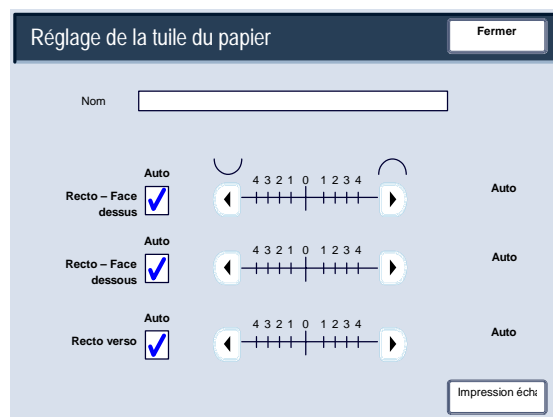 Réglage de la tuile du papier
Fermer
Nom
Auto
4 3 2 1 0 1 2 3 4
Recto – Face
dessus
Auto
Auto
4 3 2 1 0 1 2 3 4
Recto – Face
dessous
Auto
Auto
4 3 2 1 0 1 2 3 4
Recto verso
Auto
Impression écha